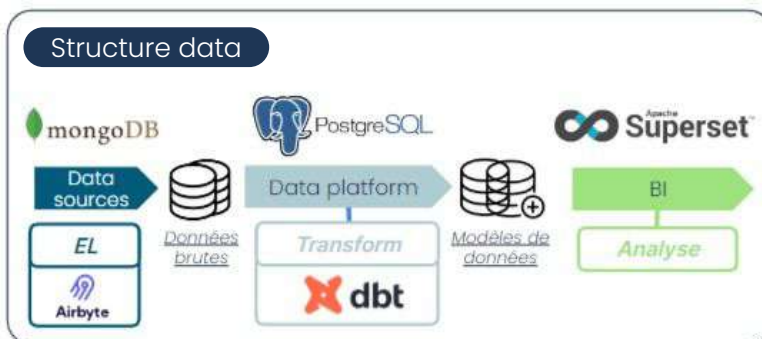 Structure data
mongoDB
PostgreSQL
Apache
Superset™
Data
sources
Data platform
BI
EL
Données
brutes
Transform
Modèles de
données
Analyse
Airbyte
dbt